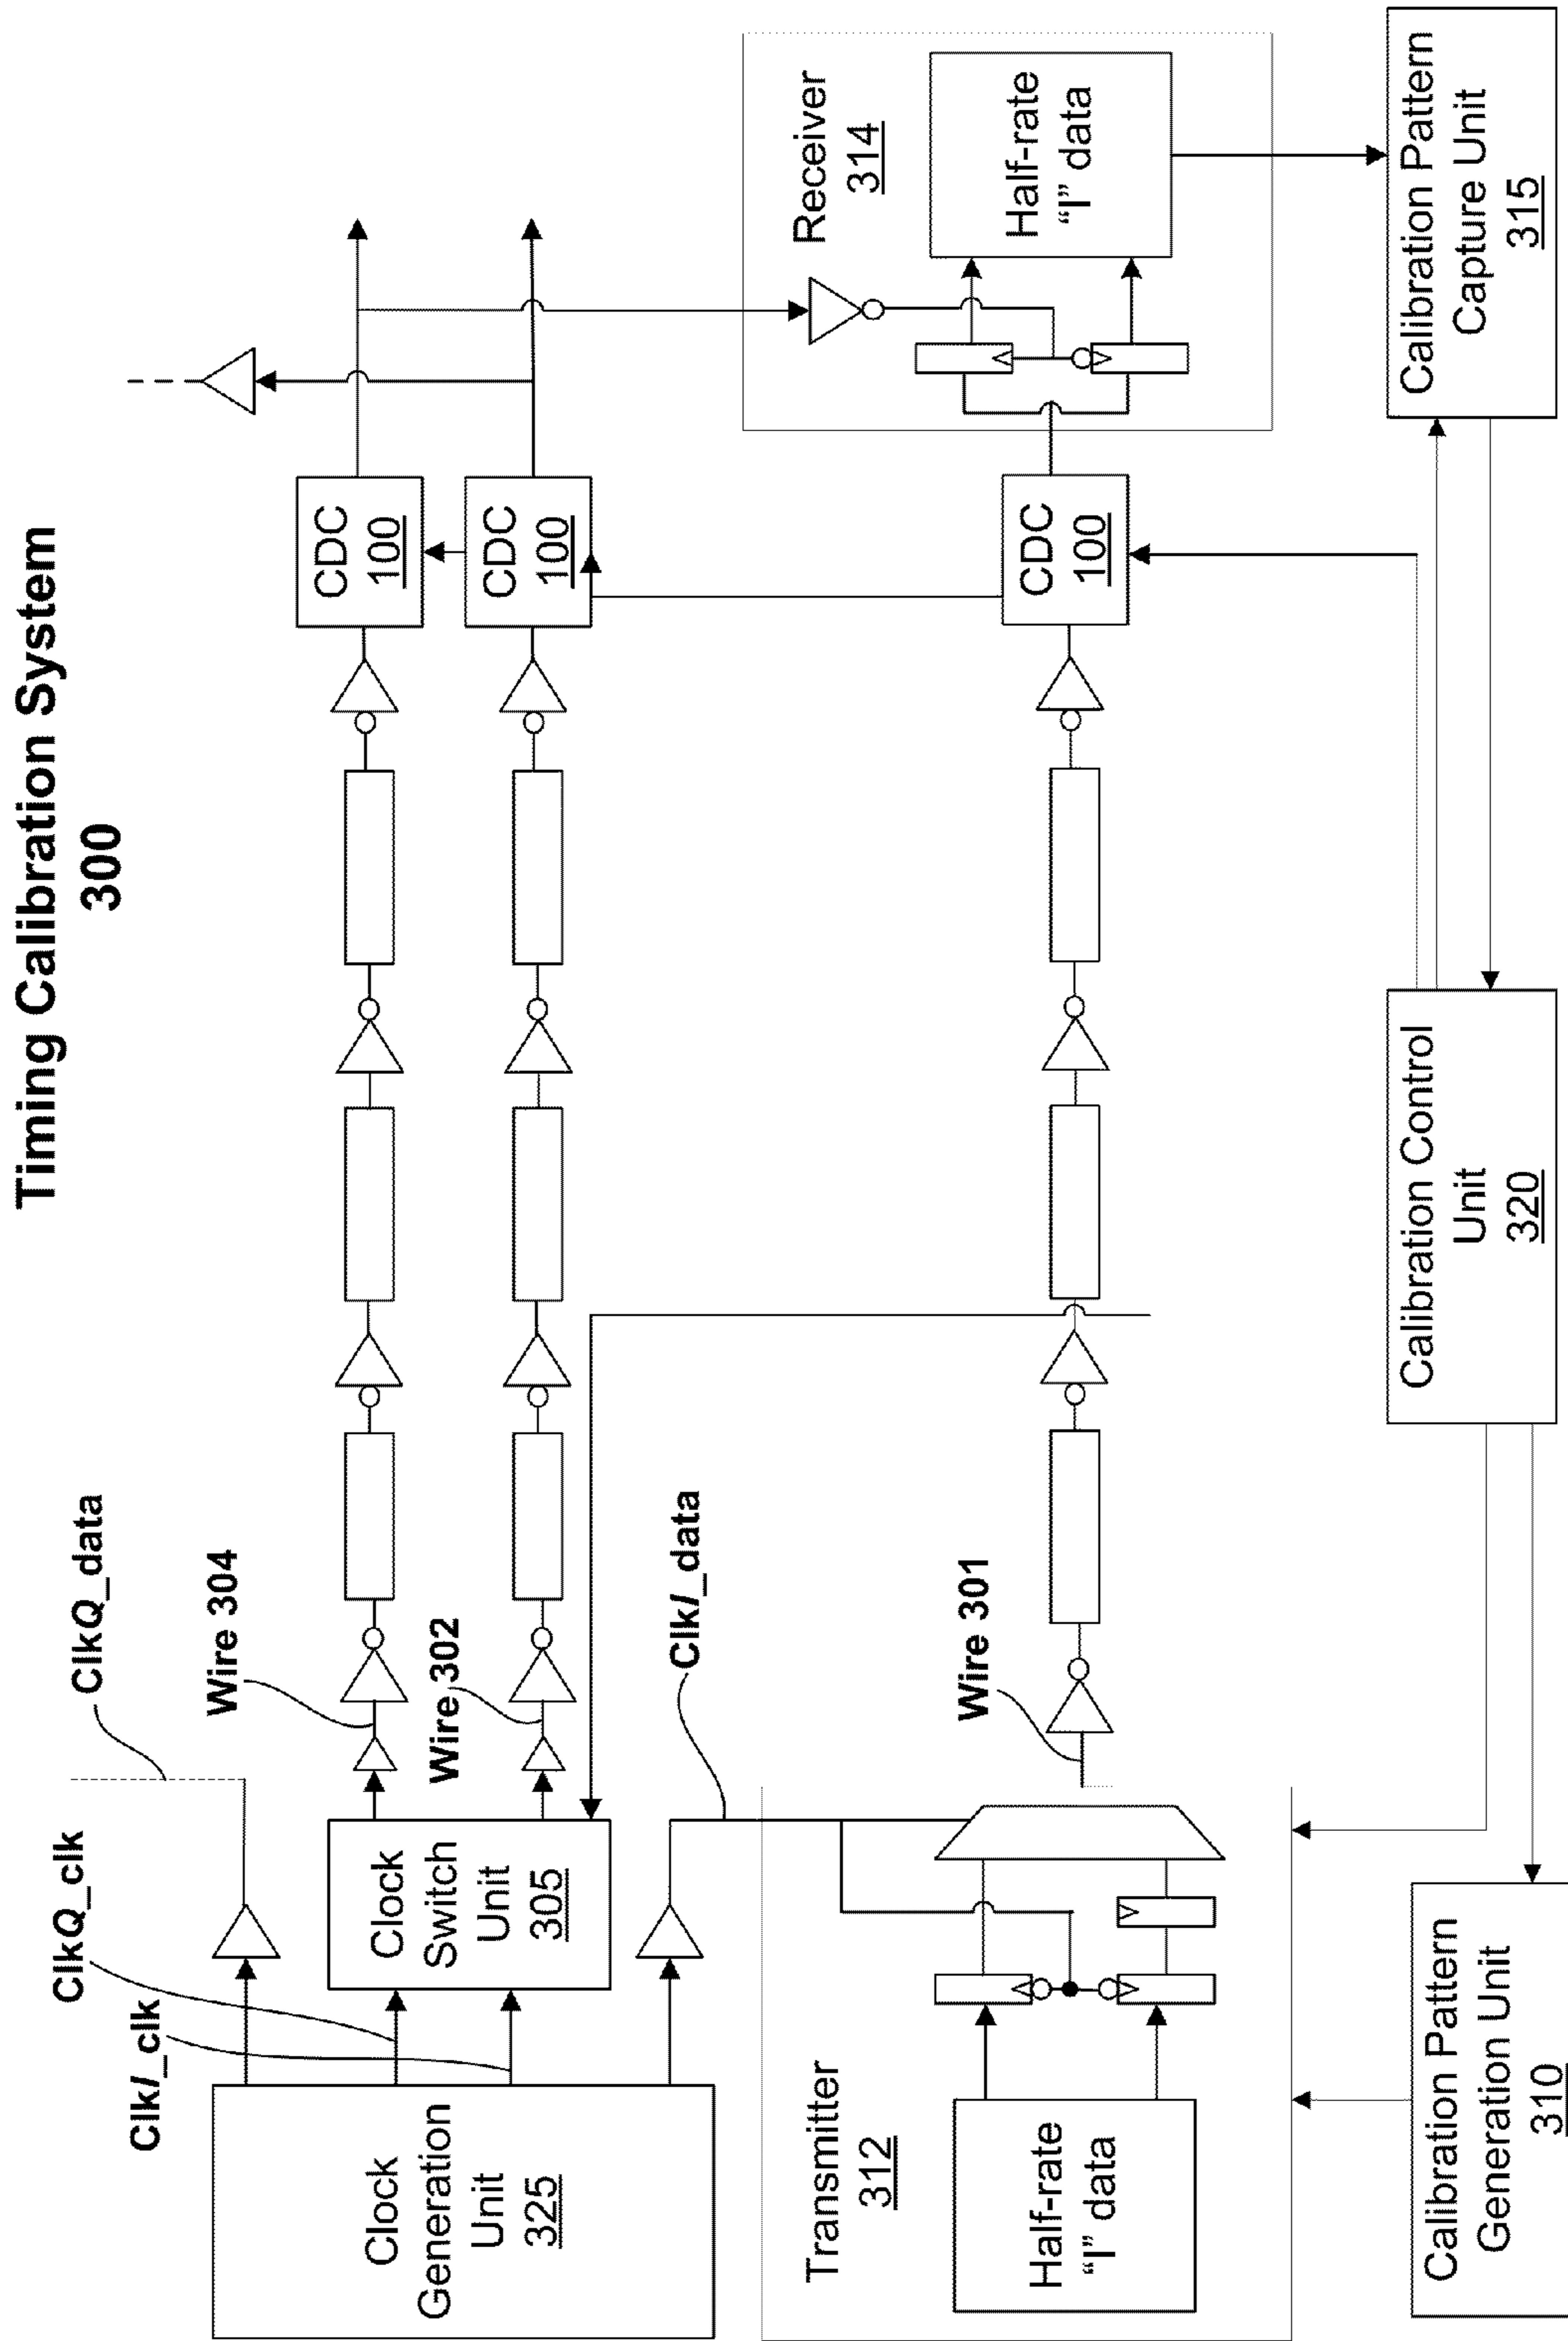 Timing Calibration System
300
ClkQ_data
ClkQ_clk
ClkI_clk
Wire 304
Wire 302
ClkI_data
Wire 301
Clock
Generation
Unit
325
Clock
Switch
Unit
305
CDC
100
CDC
100
CDC
100
Transmitter
312
Half-rate
“I” data
Receiver
314
Half-rate
“I” data
Calibration Pattern
Generation Unit
310
Calibration Control
Unit
320
Calibration Pattern
Capture Unit
315